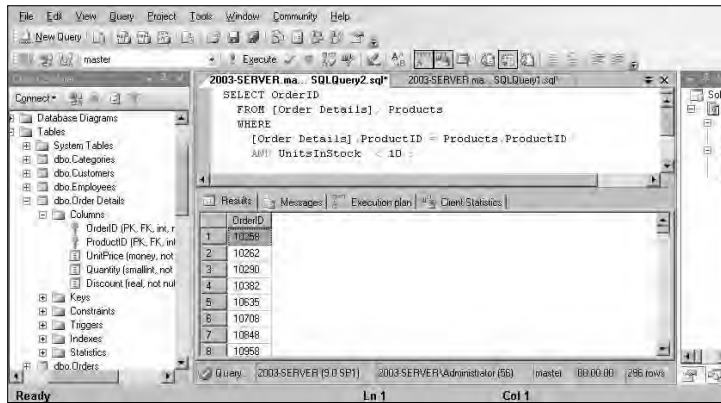 File Edit View Query Project Tools Window Community Help
New Query
master
Execute
2003-SERVER.ma... SQLQuery2.sql*
2003-SERVER.ma... SQLQuery1.sql*
Connect
Database Diagrams
Tables
System Tables
dbo.Categories
dbo.Customers
dbo.Employees
dbo.Order Details
Columns
OrderID (PK, FK, int, r
ProductID (PK, FK, int
UnitPrice (money, not
Quantity (smallint, not
Discount (real, not nul
Keys
Constraints
Triggers
Indexes
Statistics
dbo.Orders
SELECT OrderID
FROM [Order Details], Products
WHERE
[Order Details].ProductID = Products.ProductID
AND UnitsInStock < 10 ;
Results Messages Execution plan Client Statistics
OrderID
1 10258
2 10262
3 10290
4 10382
5 10635
6 10708
7 10848
8 10958
Query... 2003-SERVER (9.0 SP1) 2003-SERVER\Administrator (56) master 00:00:00 296 rows
Sol
Ready Ln 1 Col 1